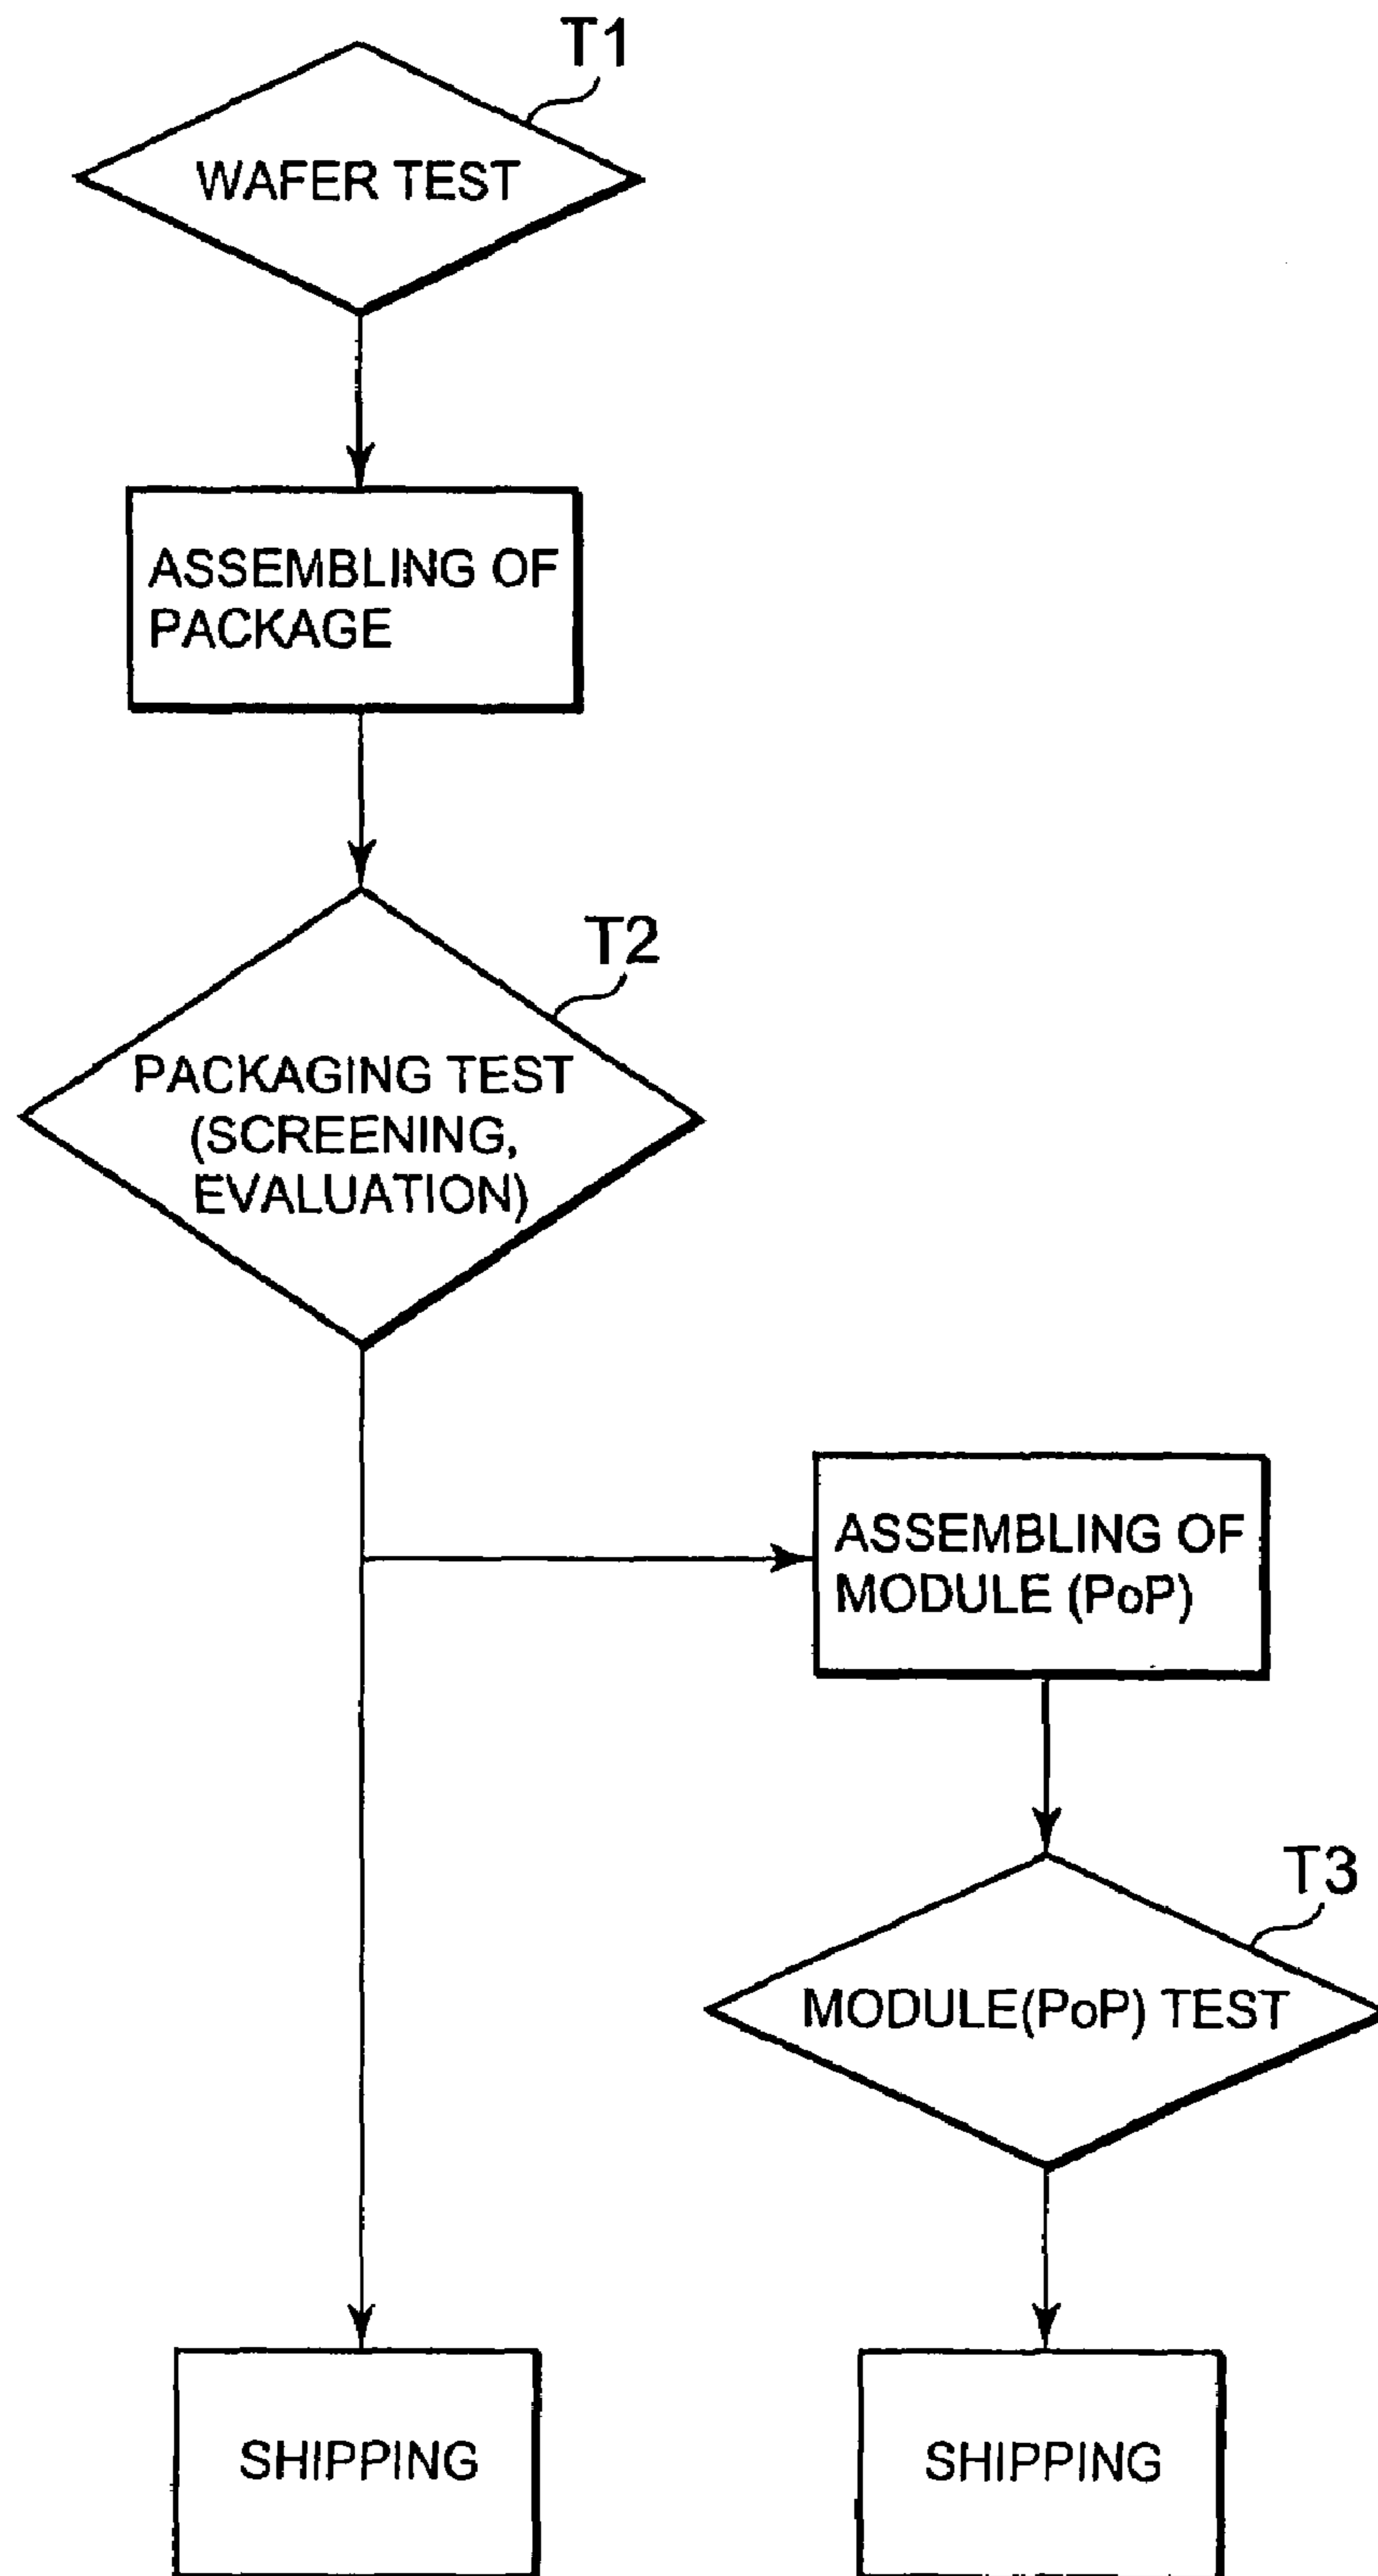 T1
WAFER TEST
ASSEMBLING OF
PACKAGE
T2
PACKAGING TEST
(SCREENING,
EVALUATION)
ASSEMBLING OF
MODULE (PoP)
T3
MODULE(PoP) TEST
SHIPPING
SHIPPING